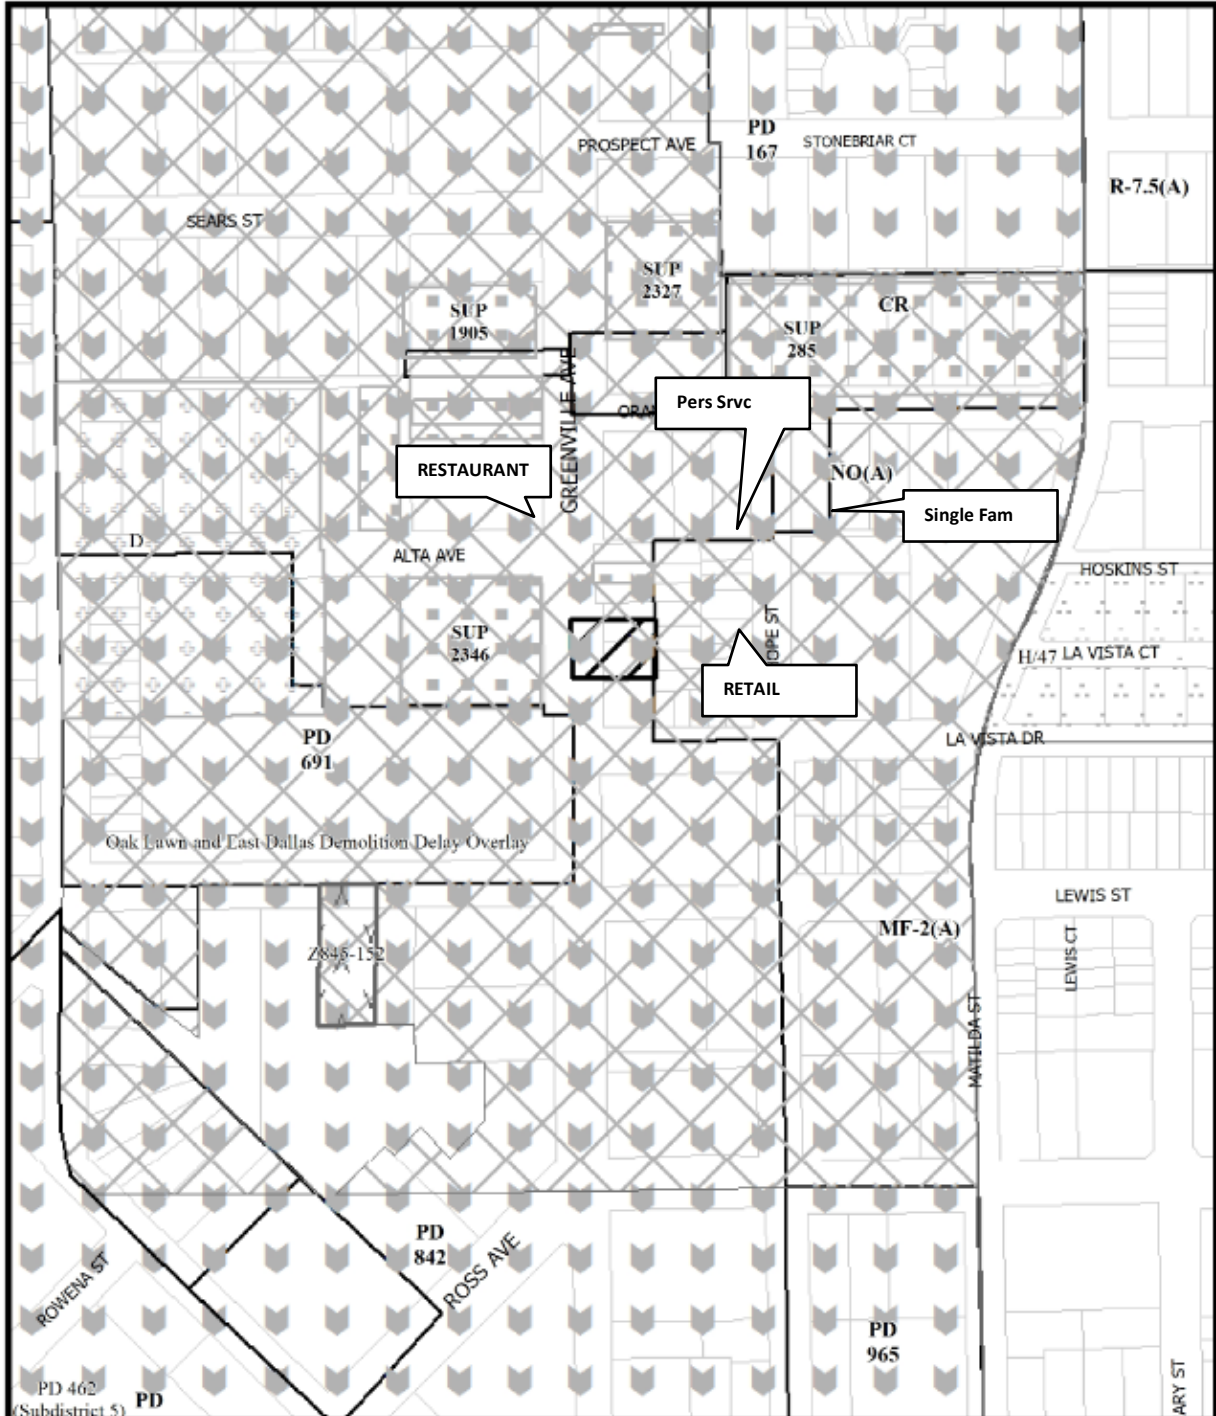 PD
167
STONEBRIAR CT
PROSPECT AVE
R-7.5(A)
SEARS ST
SUP
2327
SUP
1905
CR
SUP
285
GREENVILLE AVE
Pers Srvc
RESTAURANT
NO(A)
Single Fam
D
ALTA AVE
HOSKINS ST
SUP
2346
H/47
LA VISTA CT
RETAIL
PD
691
LA VISTA DR
Oak Lawn and East Dallas Demolition Delay Overlay
LEWIS ST
MF-2(A)
LEWIS CT
MATILDA ST
PD
842
ROSS AVE
ROWENA ST
PD
965
PD 462
(Subdistrict 5)
PD
ARY ST